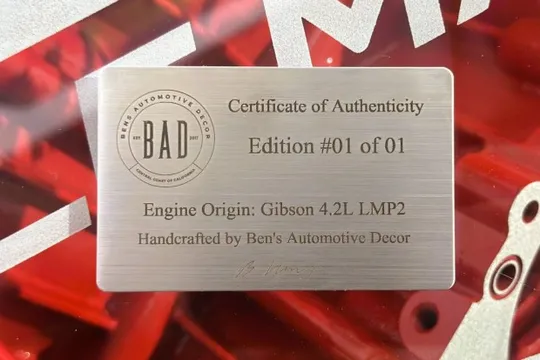 BENS AUTOMOTIVE DECOR
BAD
CENTRAL COAST OF CALIFORNIA
Certificate of Authenticity
Edition #01 of 01
Engine Origin: Gibson 4.2L LMP2
Handcrafted by Ben's Automotive Decor